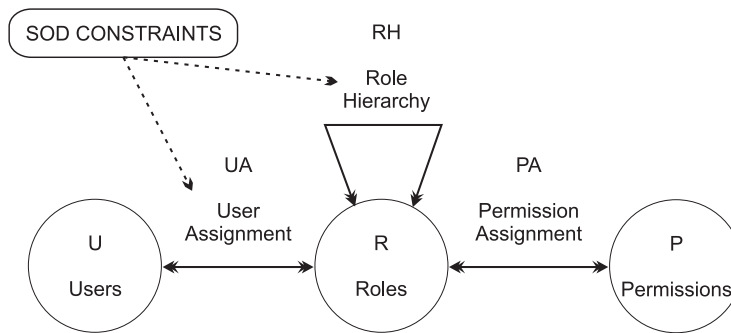 SOD CONSTRAINTS
RH
Role
Hierarchy
UA
PA
User
Assignment
Permission
Assignment
U
Users
R
Roles
P
Permissions